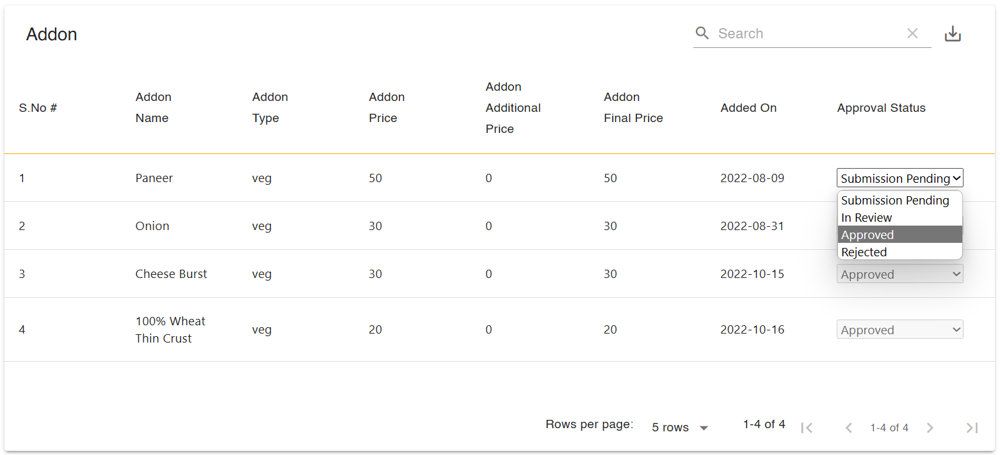 Addon
Search
S.No #
Addon
Name
Addon
Type
Addon
Price
Addon
Additional
Price
Addon
Final Price
Added On
Approval Status
1 Paneer veg 50 0 50 2022-08-09 Submission Pending
Submission Pending
In Review
Approved
Rejected
2 Onion veg 30 0 30 2022-08-31
3 Cheese Burst veg 30 0 30 2022-10-15 Approved
4 100% Wheat
Thin Crust veg 20 0 20 2022-10-16 Approved
Rows per page: 5 rows 1-4 of 4 1-4 of 4